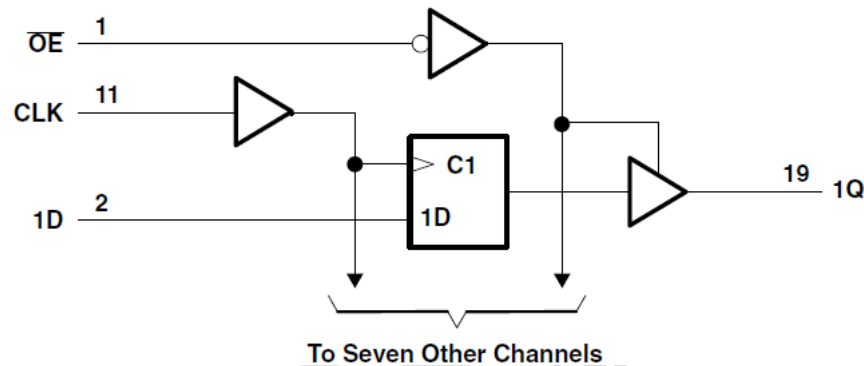 OE 1
CLK 11
C1
1D 2
1D
19 1Q
To Seven Other Channels